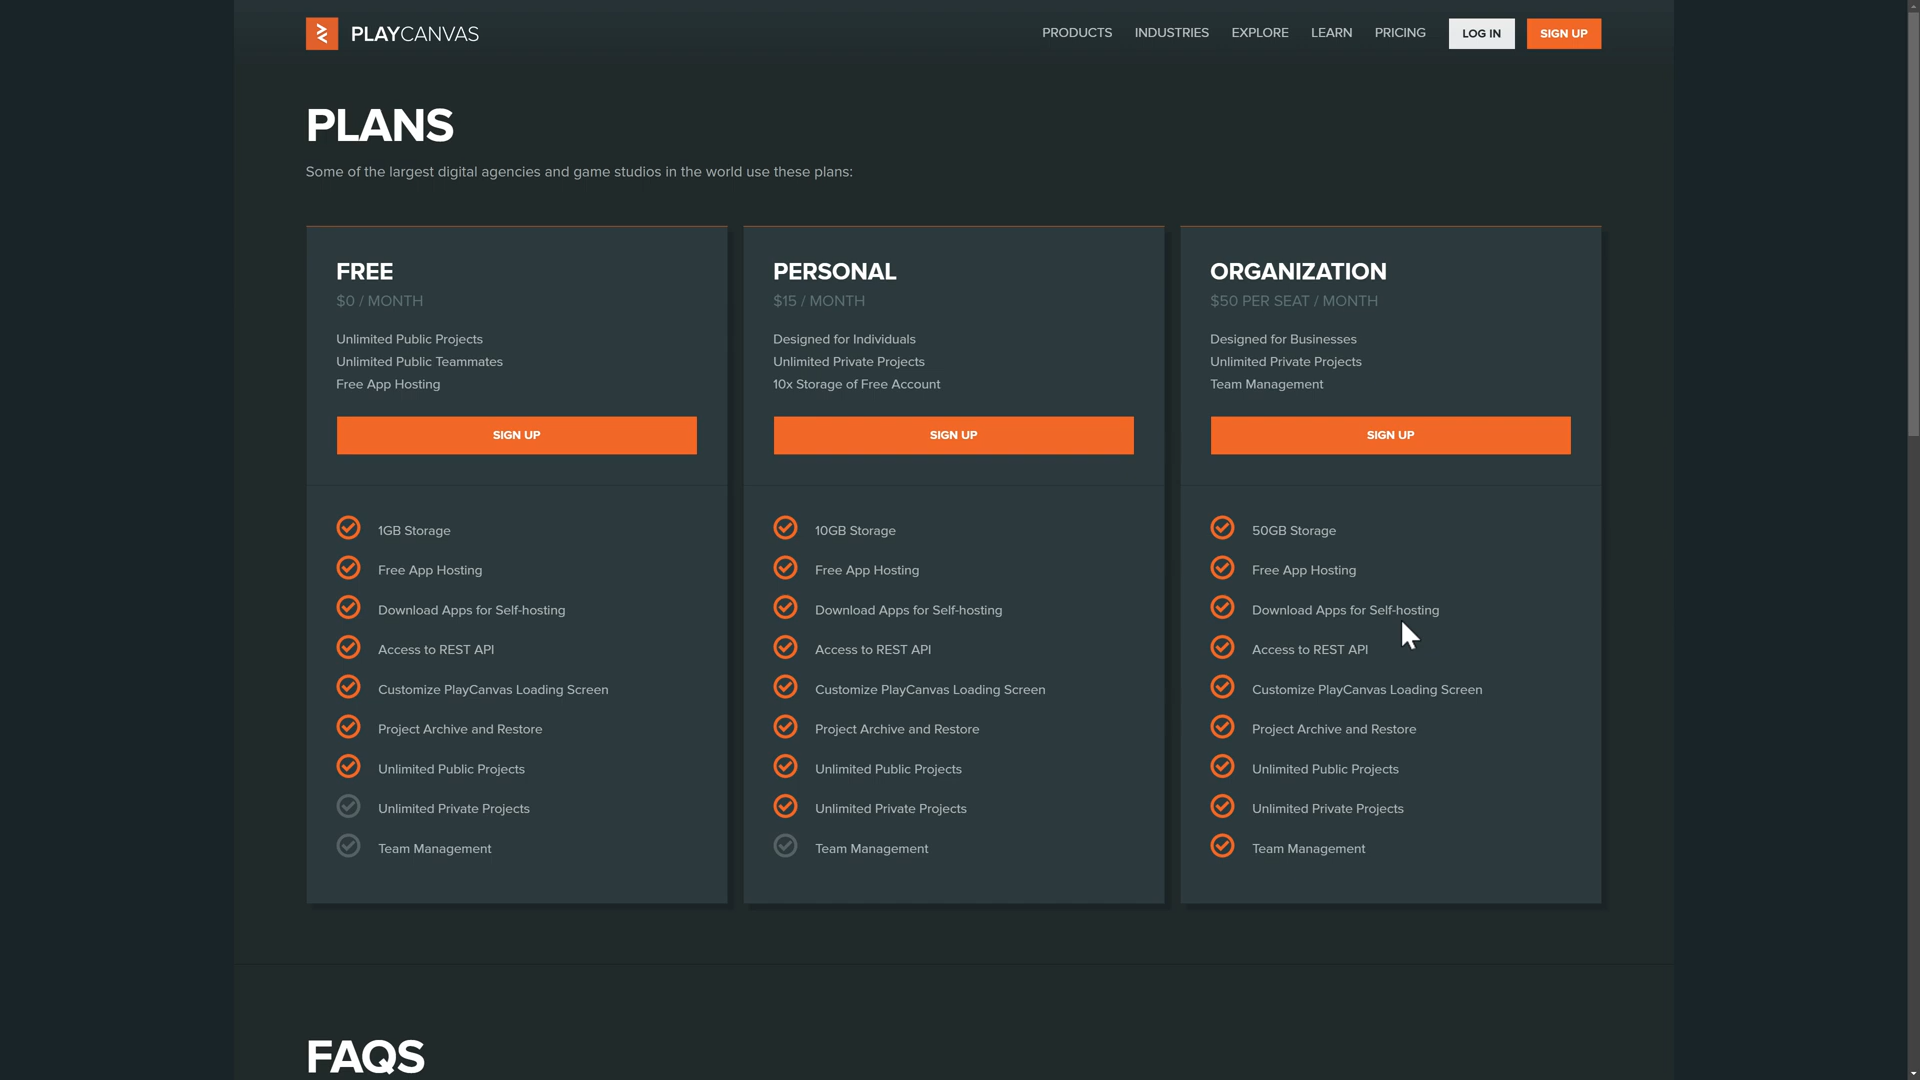 PLAYCANVAS
PRODUCTS INDUSTRIES EXPLORE LEARN PRICING LOG IN SIGN UP
PLANS
Some of the largest digital agencies and game studios in the world use these plans:
FREE
$0 / MONTH
Unlimited Public Projects
Unlimited Public Teammates
Free App Hosting
SIGN UP
1GB Storage
Free App Hosting
Download Apps for Self-hosting
Access to REST API
Customize PlayCanvas Loading Screen
Project Archive and Restore
Unlimited Public Projects
Unlimited Private Projects
Team Management
PERSONAL
$15 / MONTH
Designed for Individuals
Unlimited Private Projects
10x Storage of Free Account
SIGN UP
10GB Storage
Free App Hosting
Download Apps for Self-hosting
Access to REST API
Customize PlayCanvas Loading Screen
Project Archive and Restore
Unlimited Public Projects
Unlimited Private Projects
Team Management
ORGANIZATION
$50 PER SEAT / MONTH
Designed for Businesses
Unlimited Private Projects
Team Management
SIGN UP
50GB Storage
Free App Hosting
Download Apps for Self-hosting
Access to REST API
Customize PlayCanvas Loading Screen
Project Archive and Restore
Unlimited Public Projects
Unlimited Private Projects
Team Management
FAQS